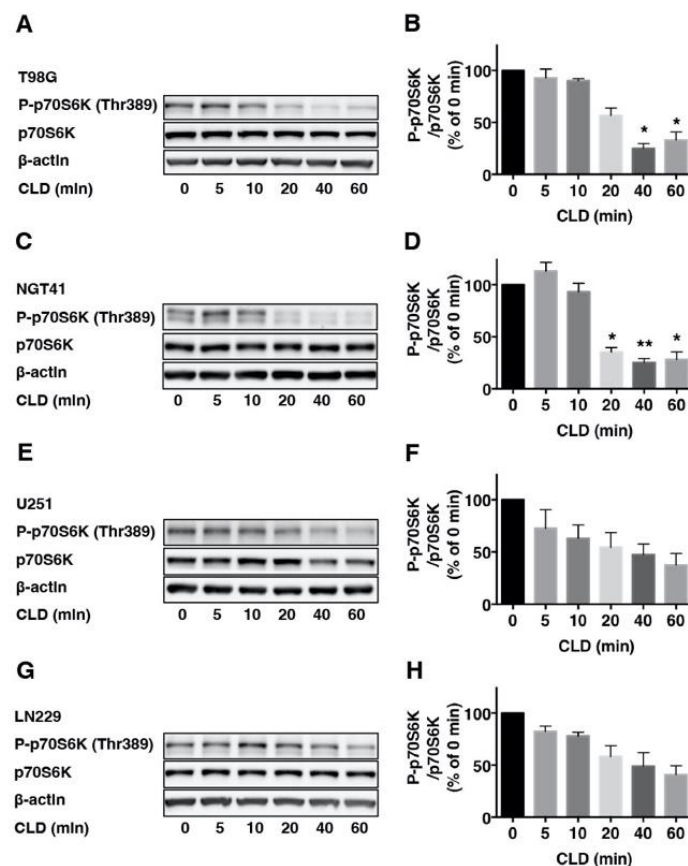 A
T98G
P-p70S6K (Thr389)
p70S6K
β-actin
CLD (min) 0 5 10 20 40 60
B
P-p70S6K
/p70S6K
(% of 0 min)
100
50
0
* *
0 5 10 20 40 60
CLD (min)
C
NGT41
P-p70S6K (Thr389)
p70S6K
β-actin
CLD (min) 0 5 10 20 40 60
D
P-p70S6K
/p70S6K
(% of 0 min)
100
50
0
* ** *
0 5 10 20 40 60
CLD (min)
E
U251
P-p70S6K (Thr389)
p70S6K
β-actin
CLD (min) 0 5 10 20 40 60
F
P-p70S6K
/p70S6K
(% of 0 min)
100
50
0
0 5 10 20 40 60
CLD (min)
G
LN229
P-p70S6K (Thr389)
p70S6K
β-actin
CLD (min) 0 5 10 20 40 60
H
P-p70S6K
/p70S6K
(% of 0 min)
100
50
0
0 5 10 20 40 60
CLD (min)